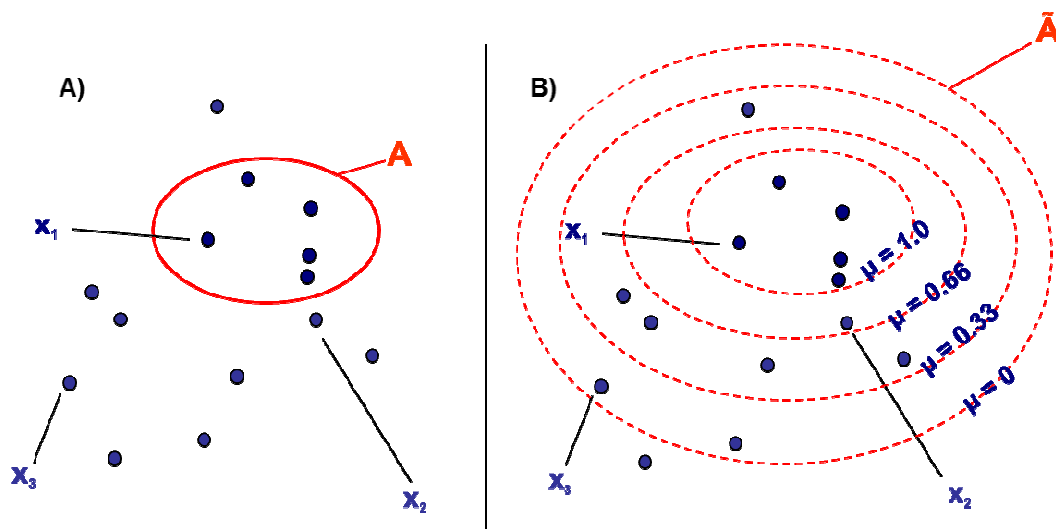 A)
A
x₁
x₃
x₂
B)
Ã
x₁
μ = 1.0
μ = 0.66
μ = 0.33
μ = 0
x₃
x₂